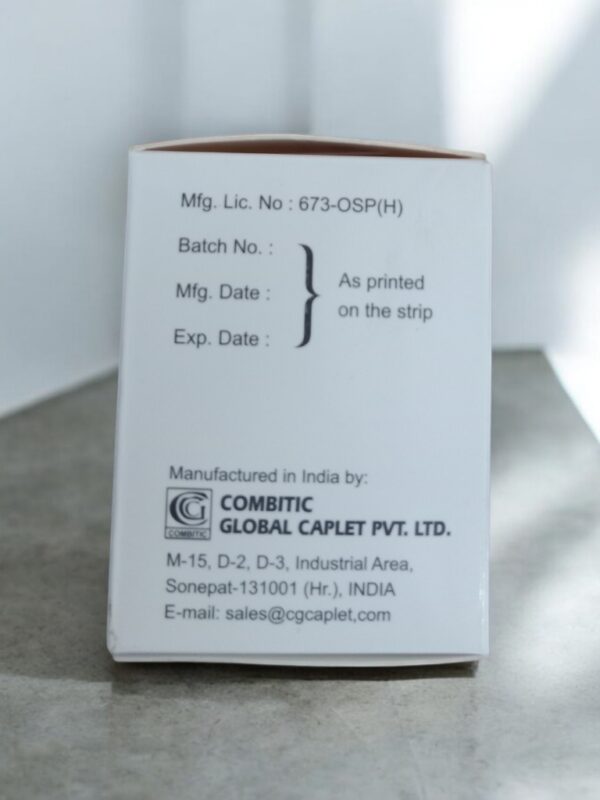 Mfg. Lic. No : 673-OSP(H)
Batch No. :
Mfg. Date :
Exp. Date :
As printed
on the strip
Manufactured in India by:
CG
COMBITIC
COMBITIC
GLOBAL CAPLET PVT. LTD.
M-15, D-2, D-3, Industrial Area,
Sonepat-131001 (Hr.), INDIA
E-mail: sales@cgcaplet,com